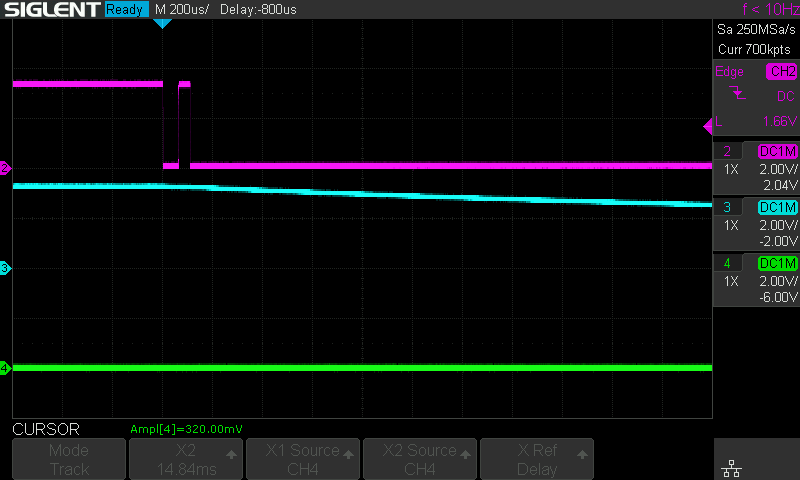 SIGLENT Ready M 200us/ Delay:-800us f < 10Hz
Sa 250MSa/s
Curr 700kpts
Edge CH2
DC
L 1.65V
2 DC1M
1X 2.00V/
2.04V
3 DC1M
1X 2.00V/
-2.00V
4 DC1M
1X 2.00V/
-6.00V
2
3
4
CURSOR Ampl[4]=320.00mV
Mode X2 X1 Source X2 Source X Ref
Track 14.84ms CH4 CH4 Delay